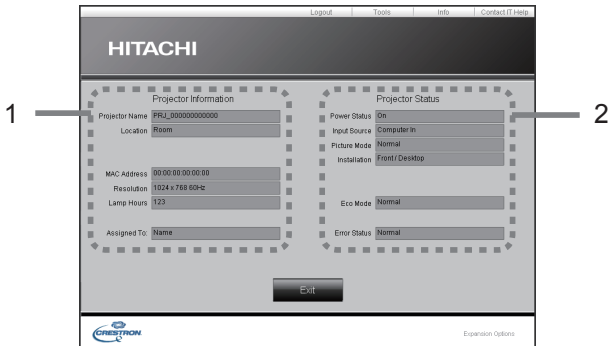 Logout Tools Info Contact IT Help
HITACHI
1
2
Projector Information
Projector Name PRJ_000000000000
Location Room
MAC Address 00:00:00:00:00:00
Resolution 1024 x 768 60Hz
Lamp Hours 123
Assigned To: Name
Projector Status
Power Status On
Input Source Computer In
Picture Mode Normal
Installation Front / Desktop
Eco Mode Normal
Error Status Normal
Exit
CRESTRON
Expansion Options